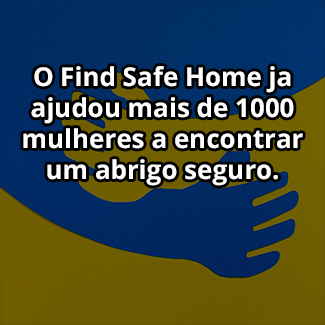 O Find Safe Home ja
ajudou mais de 1000
mulheres a encontrar
um abrigo seguro.